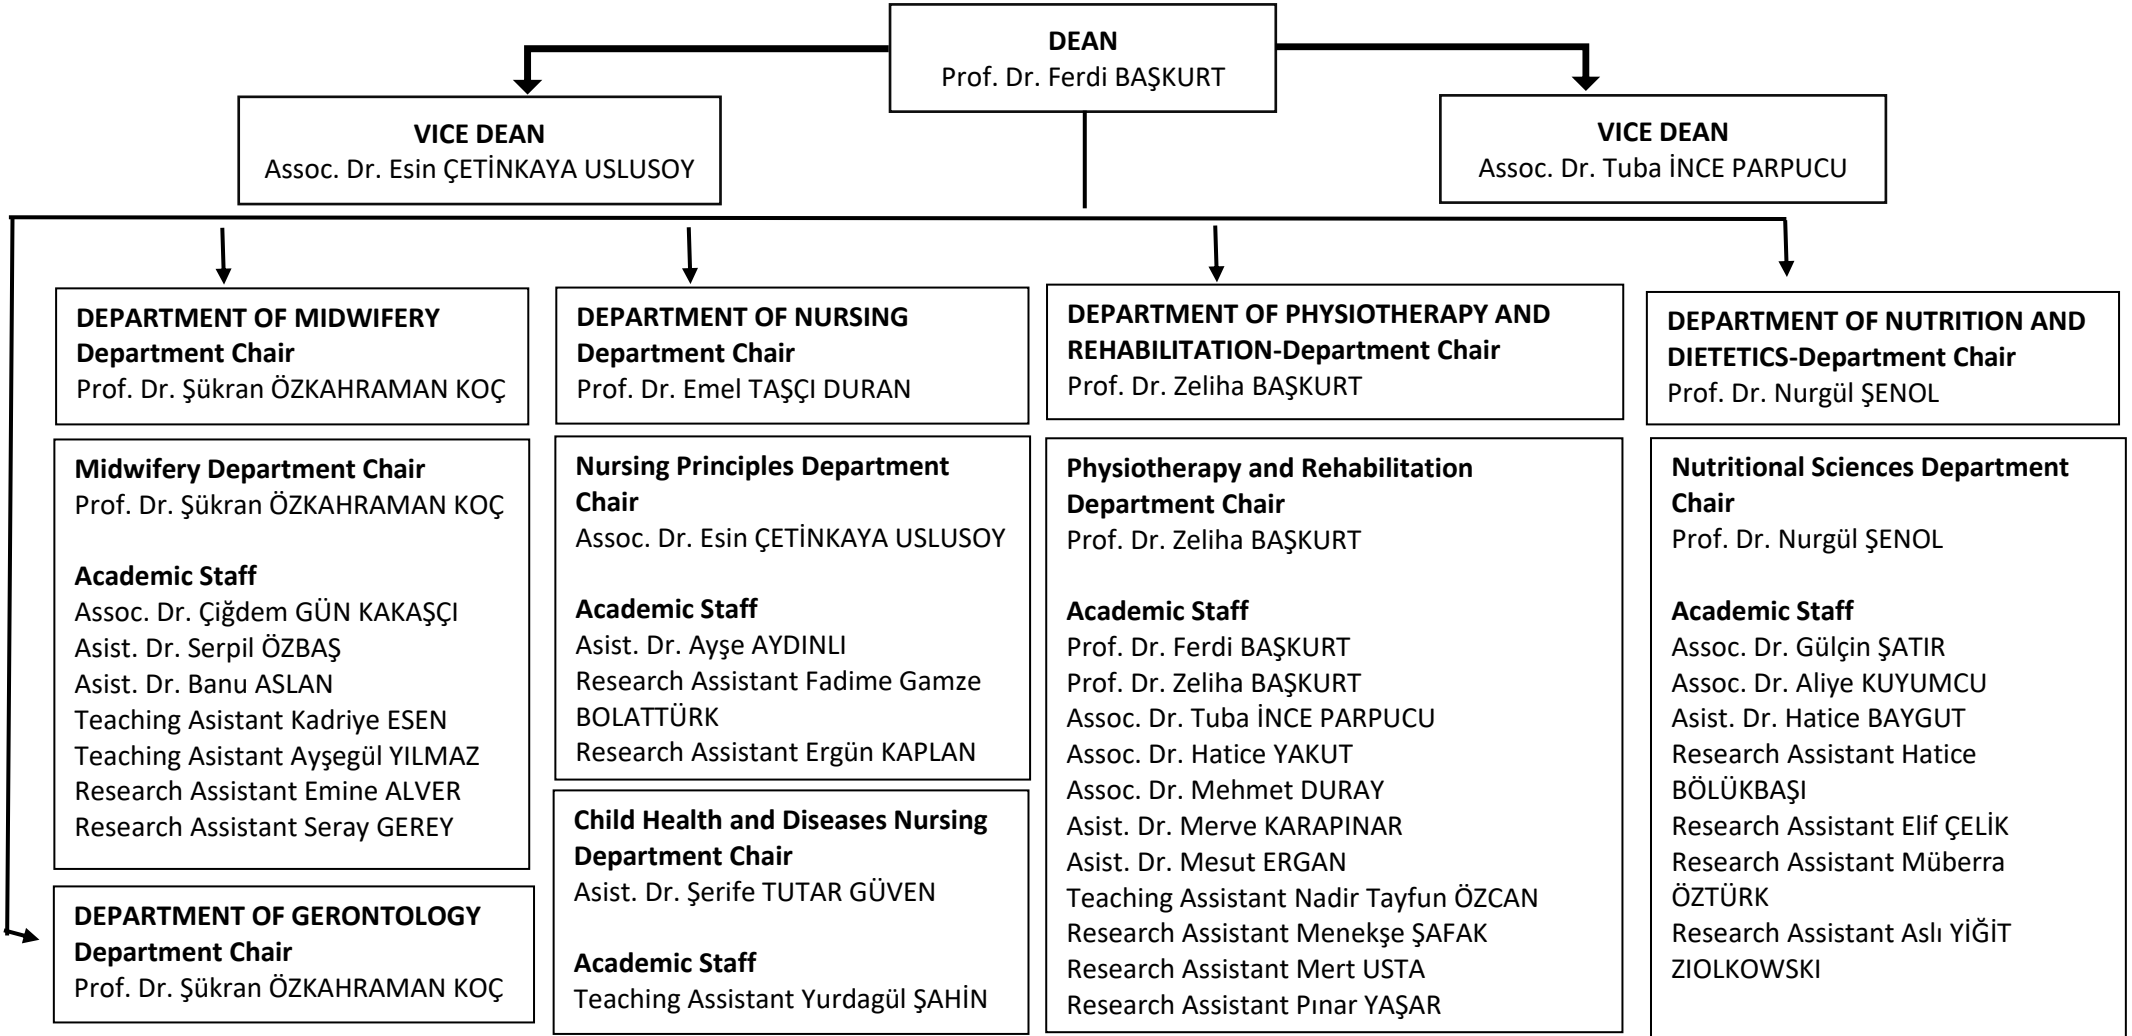 DEAN
Prof. Dr. Ferdi BAŞKURT
VICE DEAN
Assoc. Dr. Esin ÇETİNKAYA USLUSOY
VICE DEAN
Assoc. Dr. Tuba İNCE PARPUCU
DEPARTMENT OF MIDWIFERY
Department Chair
Prof. Dr. Şükran ÖZKAHRAMAN KOÇ
Midwifery Department Chair
Prof. Dr. Şükran ÖZKAHRAMAN KOÇ
Academic Staff
Assoc. Dr. Çiğdem GÜN KAKAŞÇI
Asist. Dr. Serpil ÖZBAŞ
Asist. Dr. Banu ASLAN
Teaching Asistant Kadriye ESEN
Teaching Asistant Ayşegül YILMAZ
Research Assistant Emine ALVER
Research Assistant Seray GEREY
DEPARTMENT OF GERONTOLOGY
Department Chair
Prof. Dr. Şükran ÖZKAHRAMAN KOÇ
DEPARTMENT OF NURSING
Department Chair
Prof. Dr. Emel TAŞÇI DURAN
Nursing Principles Department
Chair
Assoc. Dr. Esin ÇETİNKAYA USLUSOY
Academic Staff
Asist. Dr. Ayşe AYDINLI
Research Assistant Fadime Gamze
BOLATTÜRK
Research Assistant Ergün KAPLAN
Child Health and Diseases Nursing
Department Chair
Asist. Dr. Şerife TUTAR GÜVEN
Academic Staff
Teaching Assistant Yurdagül ŞAHİN
DEPARTMENT OF PHYSIOTHERAPY AND
REHABILITATION-Department Chair
Prof. Dr. Zeliha BAŞKURT
Physiotherapy and Rehabilitation
Department Chair
Prof. Dr. Zeliha BAŞKURT
Academic Staff
Prof. Dr. Ferdi BAŞKURT
Prof. Dr. Zeliha BAŞKURT
Assoc. Dr. Tuba İNCE PARPUCU
Assoc. Dr. Hatice YAKUT
Assoc. Dr. Mehmet DURAY
Asist. Dr. Merve KARAPINAR
Asist. Dr. Mesut ERGAN
Teaching Assistant Nadir Tayfun ÖZCAN
Research Assistant Menekşe ŞAFAK
Research Assistant Mert USTA
Research Assistant Pınar YAŞAR
DEPARTMENT OF NUTRITION AND
DIETETICS-Department Chair
Prof. Dr. Nurgül ŞENOL
Nutritional Sciences Department
Chair
Prof. Dr. Nurgül ŞENOL
Academic Staff
Assoc. Dr. Gülçin ŞATIR
Assoc. Dr. Aliye KUYUMCU
Asist. Dr. Hatice BAYGUT
Research Assistant Hatice
BÖLÜKBAŞI
Research Assistant Elif ÇELİK
Research Assistant Müberra
ÖZTÜRK
Research Assistant Aslı YİĞİT
ZIOLKOWSKI